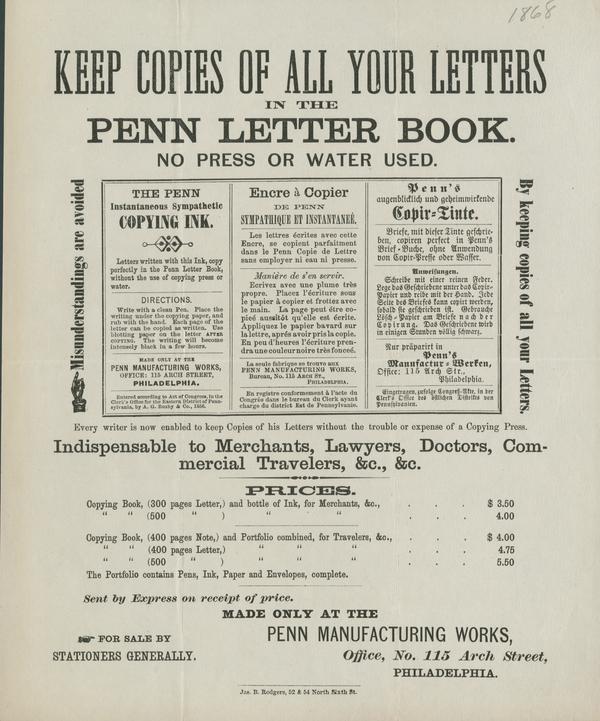 1868
KEEP COPIES OF ALL YOUR LETTERS
IN THE
PENN LETTER BOOK.
NO PRESS OR WATER USED.
Misunderstandings are avoided
THE PENN
Instantaneous Sympathetic
COPYING INK.
Letters written with this Ink, copy
perfectly in the Penn Letter Book,
without the use of copying press or
water.
DIRECTIONS.
Write with a clean Pen. Place the
writing under the copying paper, and
rub with the hand. Each page of the
letter can be copied as written. Use
blotting paper on the letter AFTER
COPYING. The writing will become
intensely black in a few hours.
MADE ONLY AT THE
PENN MANUFACTURING WORKS,
OFFICE: 115 ARCH STREET,
PHILADELPHIA.
Entered according to Act of Congress, in the
Clerk's Office for the Eastern District of Penn-
sylvania, by A. G. Busby & Co., 1866.
Encre à Copier
DE PENN
SYMPATHIQUE ET INSTANTANEÉ.
Les lettres écrites avec cette
Encre, se copient parfaitement
dans le Penn Copie de Lettre
sans employer ni eau ni presse.
Manière de s'en servir.
Ecrivez avec une plume très
propre. Placez l'écriture sous
le papier à copier et frottez avec
le main. La page peut être co-
pieé aussitôt qu'elle est écrite.
Appliquez le papier bavard sur
la lettre, après avoir pris la copie.
En peu d'heures l'écriture pren-
dra une couleur noire très foncé.
La seule fabrique se trouve aux
PENN MANUFACTURING WORKS,
Bureau, No. 115 ARCH ST.,
PHILADELPHIA.
En registre conformement à l'acte du
Congrès dans le bureau du Clerk ayant
charge du district Est de Pensylvanie.
Penn's
augenblicklich und geheimwirkende
Copir-Tinte.
Briefe, mit dieser Tinte geschrie-
ben, copiren perfect in Penn's
Brief-Buche, ohne Anwendung
von Copir-Presse oder Wasser.
Anweisungen.
Schreibe mit einer reinen Feder.
Lege das Geschriebene unter das Copir-
Papier und reibe mit der Hand. Jede
Seite des Briefes kann copirt werden,
sobald sie geschrieben ist. Gebrauche
Lösch-Papier am Briefe nach der
Copirung. Das Geschriebene wird
in einigen Stunden völlig schwarz.
Nur präparirt in
Penn's
Manufactur-Werken,
Office: 115 Arch Str.,
Philadelphia.
Eingetragen, zufolge Congreß-Akte, in der
Clerk's Office des östlichen Distriktes von
Pennsylvanien.
By keeping copies of all your Letters.
Every writer is now enabled to keep Copies of his Letters without the trouble or expense of a Copying Press.
Indispensable to Merchants, Lawyers, Doctors, Com-
mercial Travelers, &c., &c.
PRICES.
Copying Book, (300 pages Letter,) and bottle of Ink, for Merchants, &c., . . . $ 3.50
" " (500 " ) " " " . . . 4.00
Copying Book, (400 pages Note,) and Portfolio combined, for Travelers, &c., . . . $ 4.00
" " (400 pages Letter,) " " " . . . 4.75
" " (500 " ) " " " . . . 5.50
The Portfolio contains Pens, Ink, Paper and Envelopes, complete.
Sent by Express on receipt of price.
MADE ONLY AT THE
FOR SALE BY
STATIONERS GENERALLY.
PENN MANUFACTURING WORKS,
Office, No. 115 Arch Street,
PHILADELPHIA.
Jas. B. Rodgers, 52 & 54 North Sixth St.